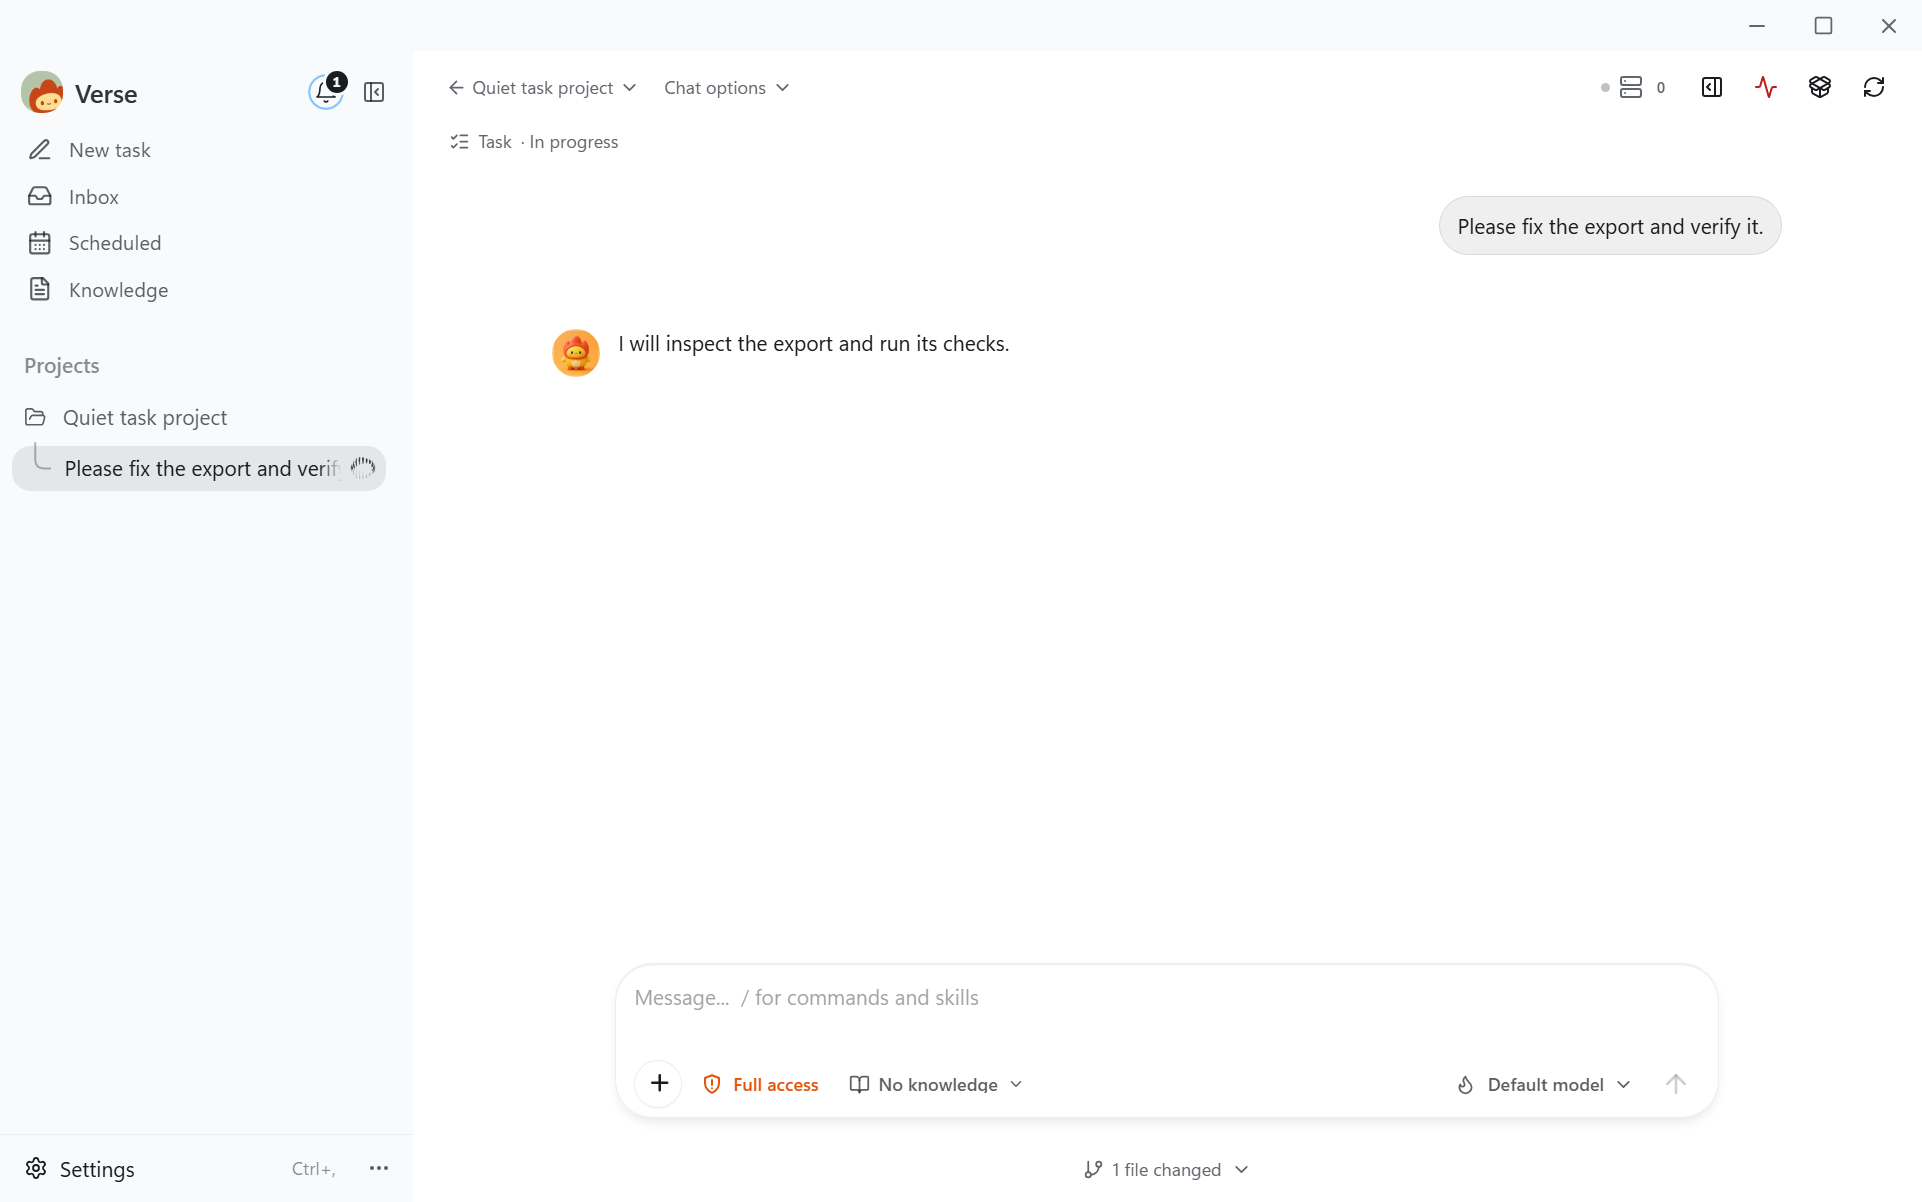 Verse
1
New task
Inbox
Scheduled
Knowledge
Projects
Quiet task project
Please fix the export and verify
Settings
Ctrl+,
Quiet task project
Chat options
0
Task · In progress
Please fix the export and verify it.
I will inspect the export and run its checks.
Message... / for commands and skills
Full access
No knowledge
Default model
1 file changed